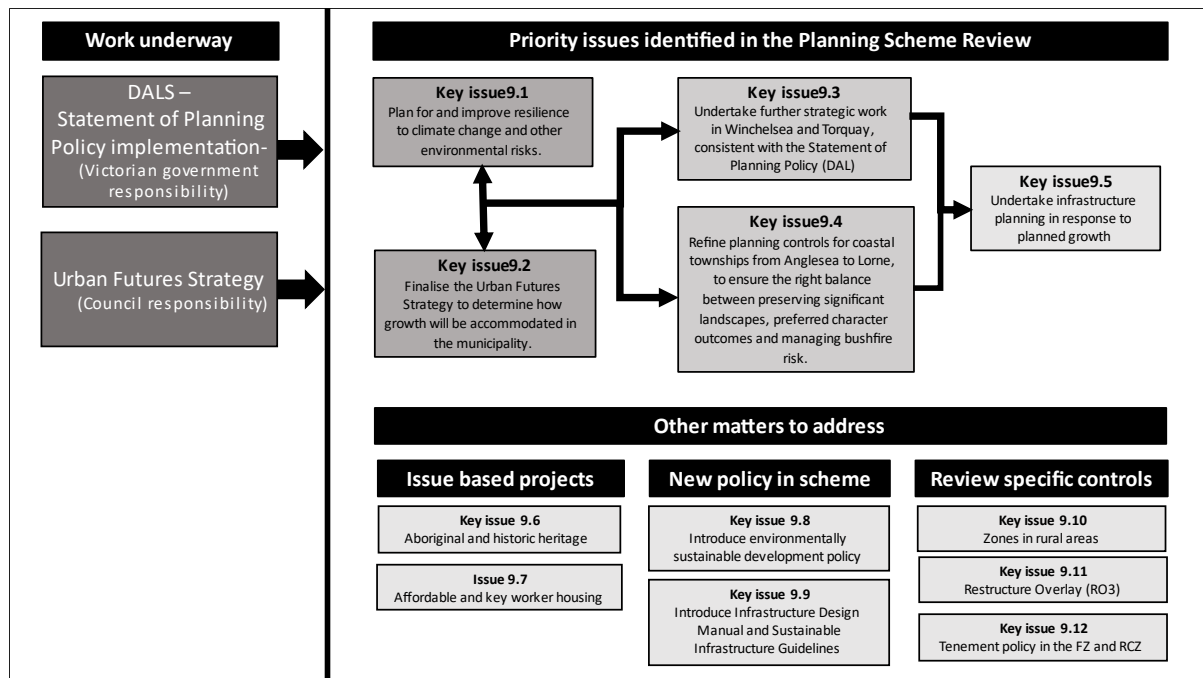 Work underway
DALS –
Statement of Planning
Policy implementation-
(Victorian government
responsibility)
Urban Futures Strategy
(Council responsibility)
Priority issues identified in the Planning Scheme Review
Key issue9.1
Plan for and improve resilience
to climate change and other
environmental risks.
Key issue9.2
Finalise the Urban Futures
Strategy to determine how
growth will be accommodated in
the municipality.
Key issue9.3
Undertake further strategic work
in Winchelsea and Torquay,
consistent with the Statement of
Planning Policy (DAL)
Key issue9.4
Refine planning controls for coastal
townships from Anglesea to Lorne,
to ensure the right balance
between preserving significant
landscapes, preferred character
outcomes and managing bushfire
risk.
Key issue9.5
Undertake infrastructure
planning in response to
planned growth
Other matters to address
Issue based projects
Key issue 9.6
Aboriginal and historic heritage
Issue 9.7
Affordable and key worker housing
New policy in scheme
Key issue 9.8
Introduce environmentally
sustainable development policy
Key issue 9.9
Introduce Infrastructure Design
Manual and Sustainable
Infrastructure Guidelines
Review specific controls
Key issue 9.10
Zones in rural areas
Key issue 9.11
Restructure Overlay (RO3)
Key issue 9.12
Tenement policy in the FZ and RCZ